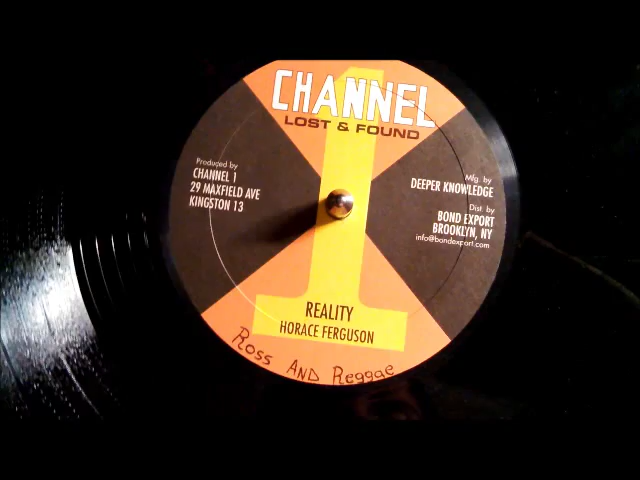 CHANNEL
1
LOST & FOUND
Produced by
CHANNEL 1
29 MAXFIELD AVE
KINGSTON 13
Mfg. by
DEEPER KNOWLEDGE
Dist. by
BOND EXPORT
BROOKLYN, NY
info@bondexport.com
REALITY
HORACE FERGUSON
Ross AND Reggae